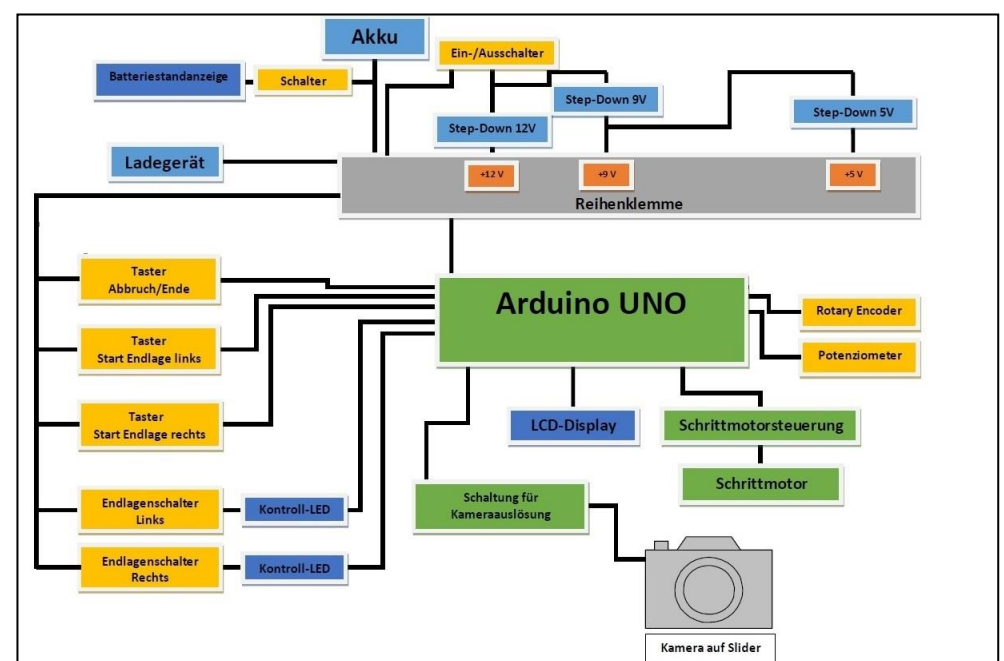 Akku
Ein-/Ausschalter
Batteriestandanzeige
Schalter
Step-Down 9V
Step-Down 5V
Step-Down 12V
Ladegerät
+12 V
+9 V
+5 V
Reihenklemme
Taster
Abbruch/Ende
Arduino UNO
Rotary Encoder
Taster
Start Endlage links
Potenziometer
Taster
Start Endlage rechts
LCD-Display
Schrittmotorsteuerung
Schrittmotor
Endlagenschalter
Links
Kontroll-LED
Schaltung für
Kameraauslösung
Endlagenschalter
Rechts
Kontroll-LED
Kamera auf Slider